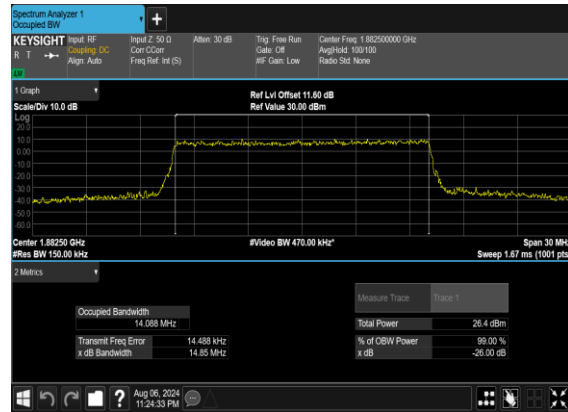 Spectrum Analyzer 1
Occupied BW
KEYSIGHT Input: RF Input Z: 50 Ω Atten: 30 dB Trig: Free Run Center Freq: 1.882500000 GHz
R T Coupling: DC Corr CCorr Gate: Off Avg|Hold: 100/100
Align: Auto Freq Ref: Int (S) #IF Gain: Low Radio Std: None
LW
1 Graph
Ref Lvl Offset 11.60 dB
Scale/Div 10.0 dB Ref Value 30.00 dBm
Log
20.0
10.0
0.00
-10.0
-20.0
-30.0
-40.0
-50.0
-60.0
Center 1.88250 GHz #Video BW 470.00 kHz* Span 30 MHz
#Res BW 150.00 kHz Sweep 1.67 ms (1001 pts
2 Metrics
Measure Trace Trace 1
Occupied Bandwidth
14.088 MHz Total Power 26.4 dBm
Transmit Freq Error 14.488 kHz % of OBW Power 99.00 %
x dB Bandwidth 14.85 MHz x dB -26.00 dB
? Aug 06, 2024
11:24:33 PM